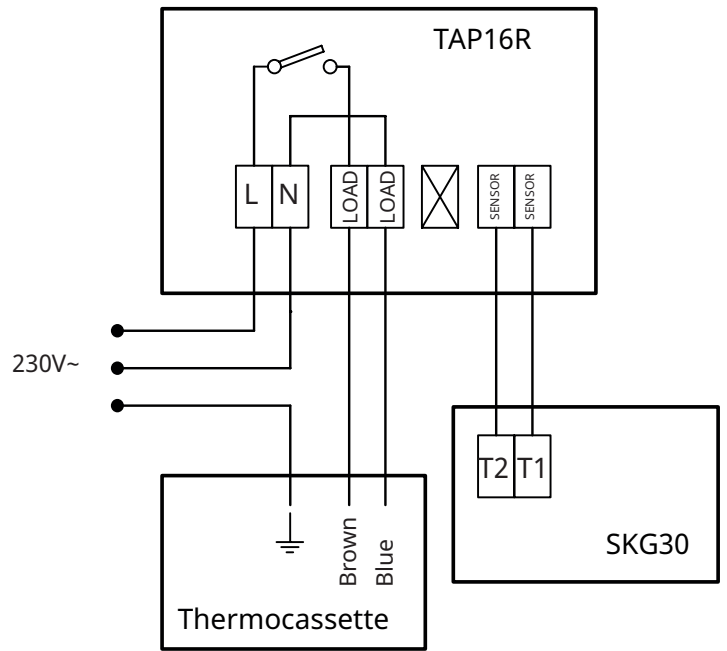 TAP16R
L N LOAD LOAD SENSOR SENSOR
230V~
T2 T1
Brown Blue
SKG30
Thermocassette